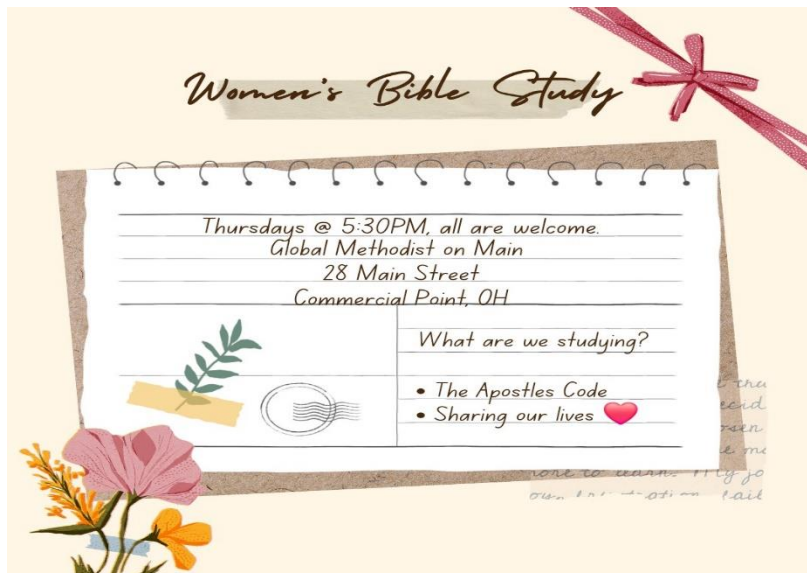 Women's Bible Study
Thursdays @ 5:30PM, all are welcome.
Global Methodist on Main
28 Main Street
Commercial Point, OH
What are we studying?
• The Apostles Code
• Sharing our lives ❤️